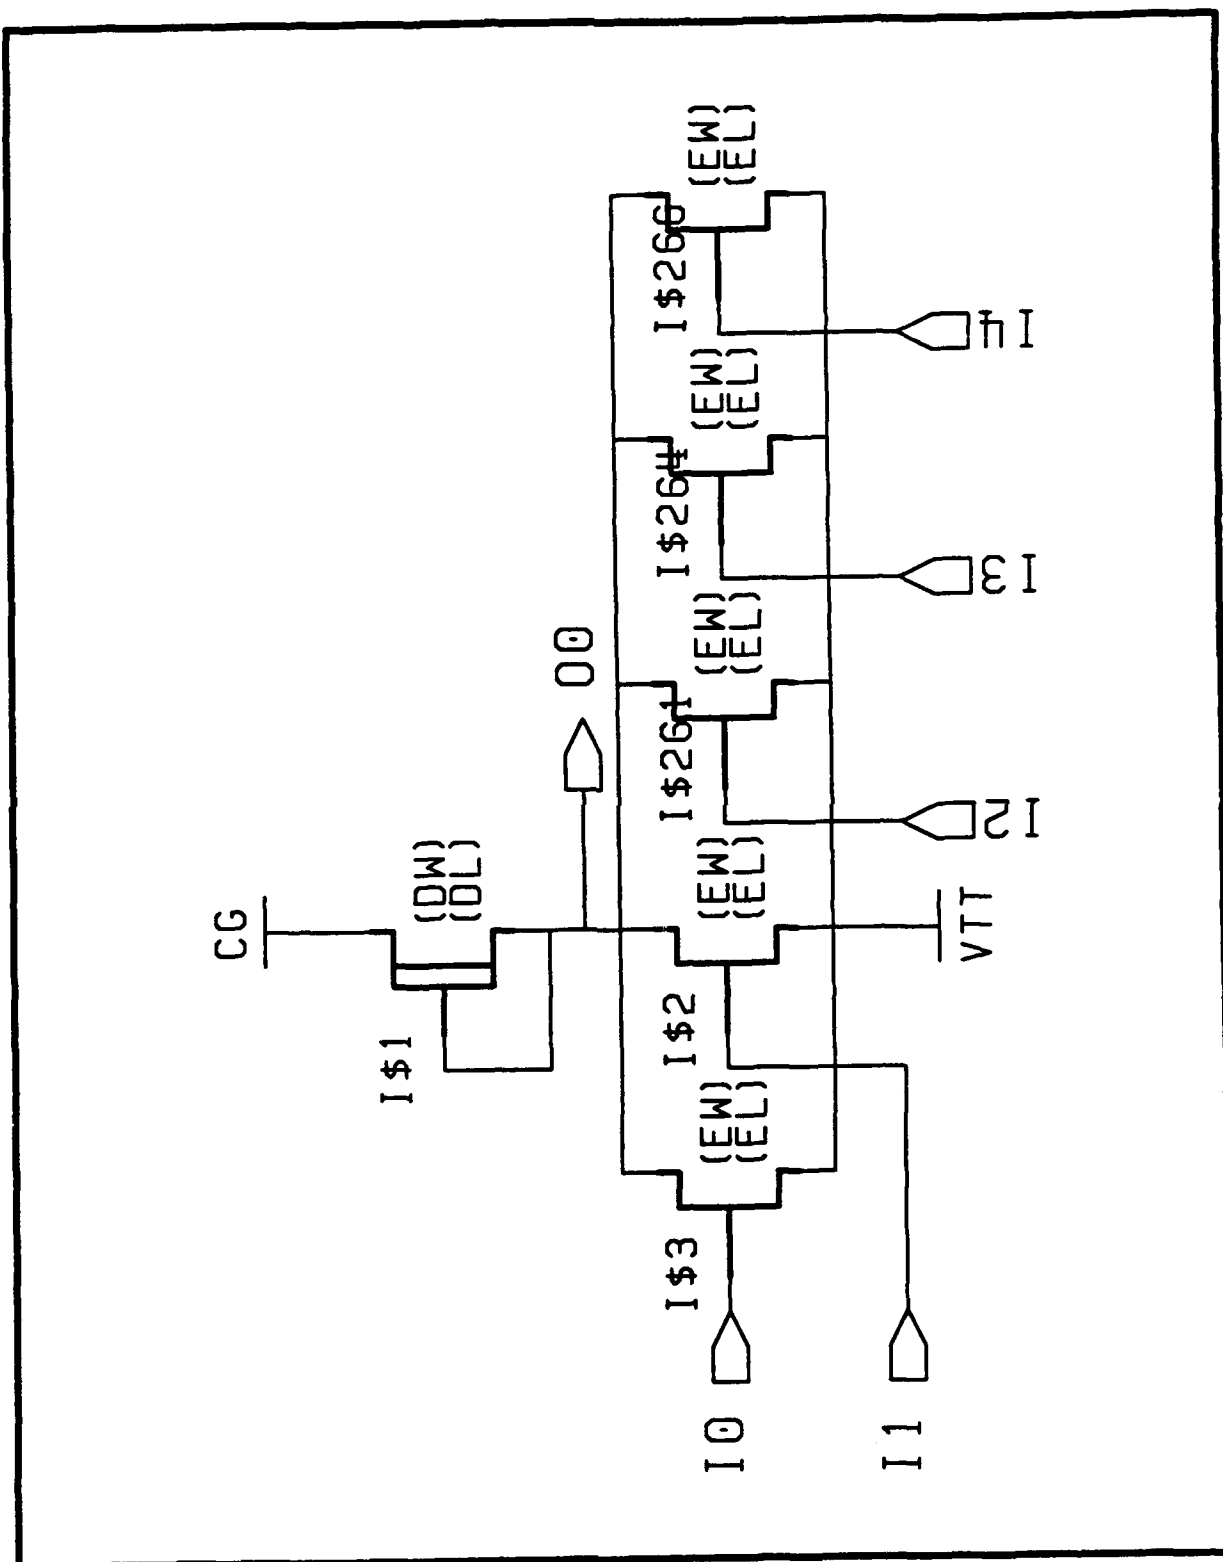 CG
(DW)
(DL)
I$1
O0
(EW)
(EL)
I$3
(EW)
(EL)
I$2
(EW)
(EL)
I$261
(EW)
(EL)
I$264
(EW)
(EL)
I$266
I0
I1
VTT
I2
I3
I4